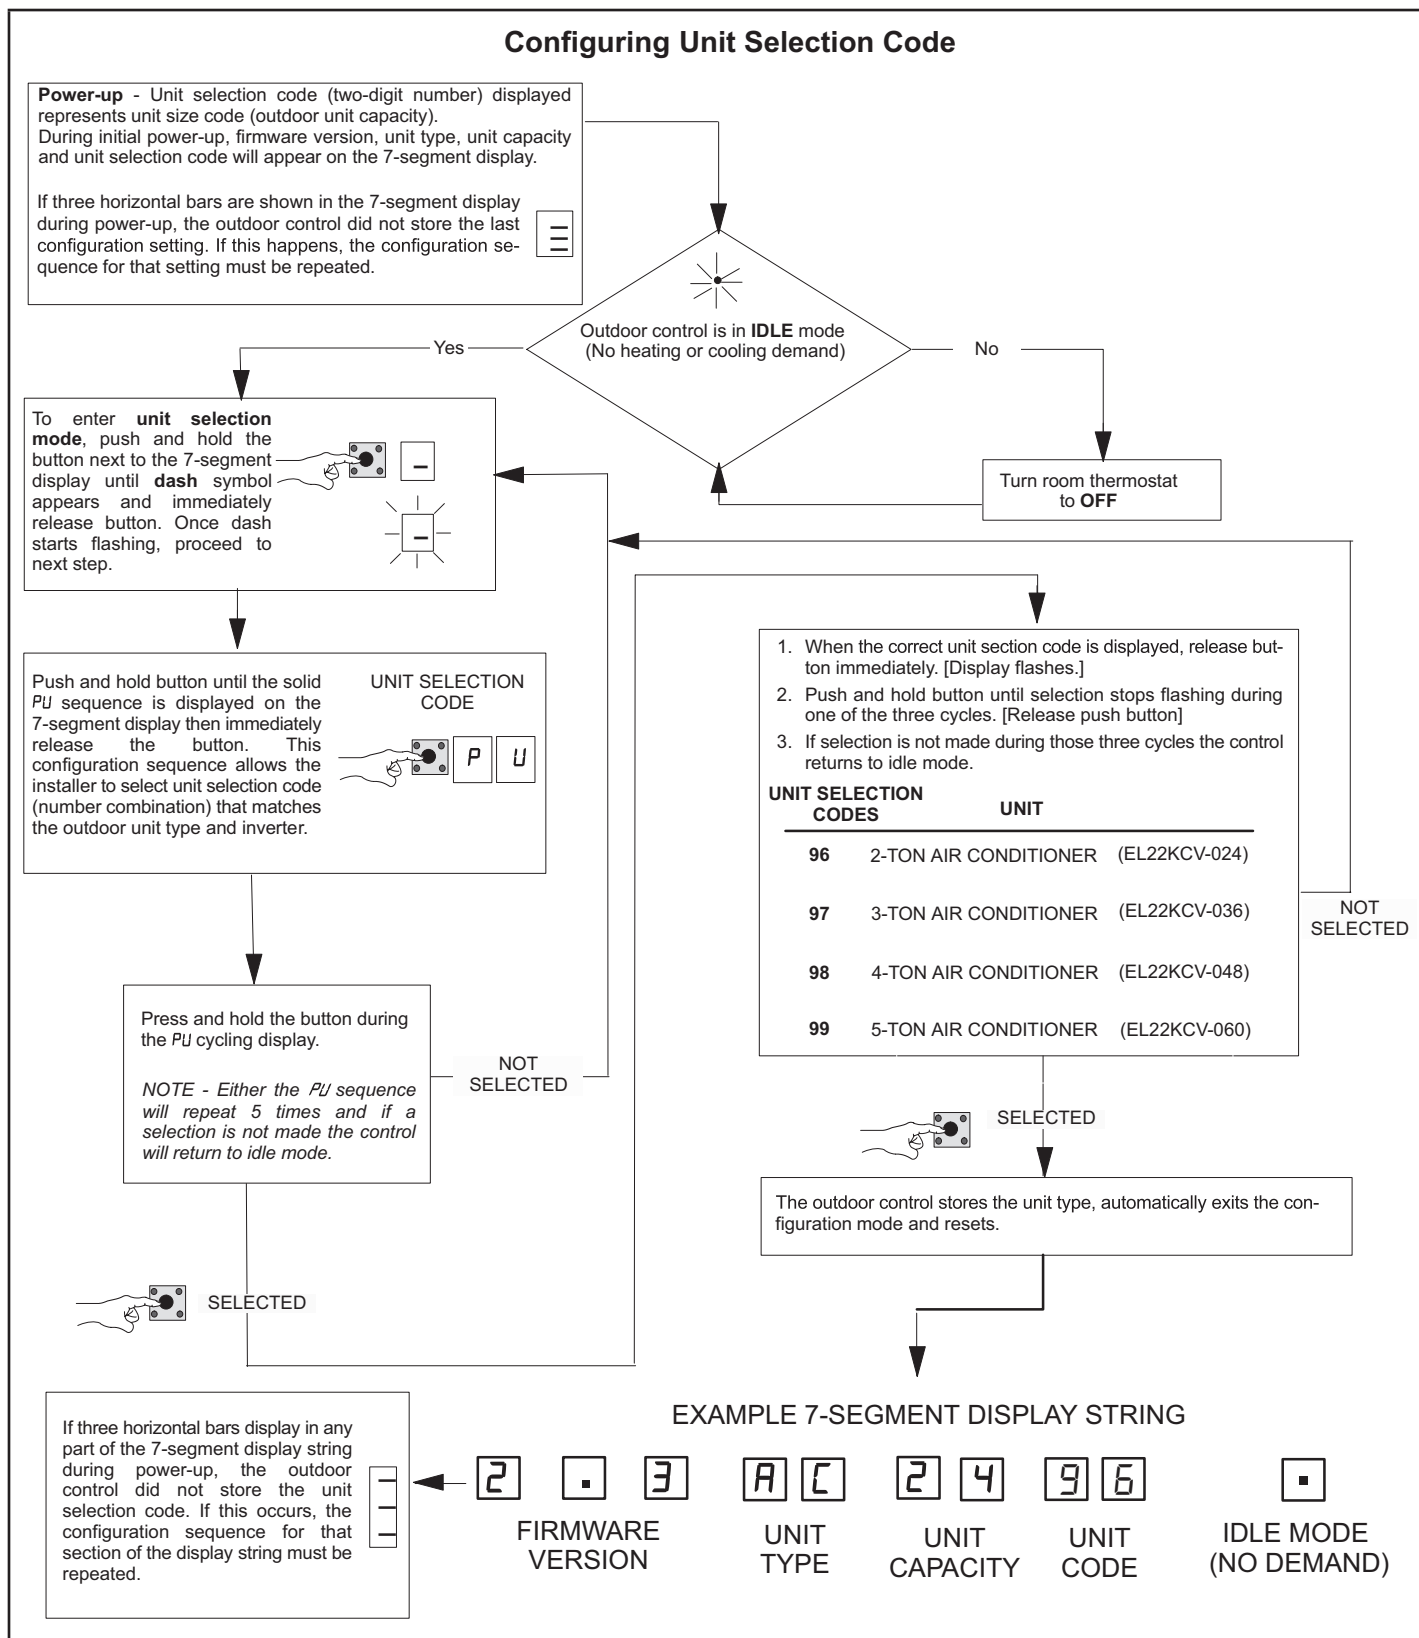 Configuring Unit Selection Code
Power-up - Unit selection code (two-digit number) displayed
represents unit size code (outdoor unit capacity).
During initial power-up, firmware version, unit type, unit capacity
and unit selection code will appear on the 7-segment display.
If three horizontal bars are shown in the 7-segment display
during power-up, the outdoor control did not store the last
configuration setting. If this happens, the configuration se-
quence for that setting must be repeated.
Outdoor control is in IDLE mode
(No heating or cooling demand)
Yes
No
Turn room thermostat
to OFF
To enter unit selection
mode, push and hold the
button next to the 7-segment
display until dash symbol
appears and immediately
release button. Once dash
starts flashing, proceed to
next step.
Push and hold button until the solid
PU sequence is displayed on the
7-segment display then immediately
release the button. This
configuration sequence allows the
installer to select unit selection code
(number combination) that matches
the outdoor unit type and inverter.
UNIT SELECTION
CODE
P U
Press and hold the button during
the PU cycling display.
NOTE - Either the PU sequence
will repeat 5 times and if a
selection is not made the control
will return to idle mode.
NOT
SELECTED
SELECTED
1. When the correct unit section code is displayed, release but-
ton immediately. [Display flashes.]
2. Push and hold button until selection stops flashing during
one of the three cycles. [Release push button]
3. If selection is not made during those three cycles the control
returns to idle mode.
UNIT SELECTION
CODES UNIT
96 2-TON AIR CONDITIONER (EL22KCV-024)
97 3-TON AIR CONDITIONER (EL22KCV-036)
98 4-TON AIR CONDITIONER (EL22KCV-048)
99 5-TON AIR CONDITIONER (EL22KCV-060)
NOT
SELECTED
SELECTED
The outdoor control stores the unit type, automatically exits the con-
figuration mode and resets.
EXAMPLE 7-SEGMENT DISPLAY STRING
2 . 3 A C 2 4 9 6 .
FIRMWARE
VERSION
UNIT
TYPE
UNIT
CAPACITY
UNIT
CODE
IDLE MODE
(NO DEMAND)
If three horizontal bars display in any
part of the 7-segment display string
during power-up, the outdoor
control did not store the unit
selection code. If this occurs, the
configuration sequence for that
section of the display string must be
repeated.